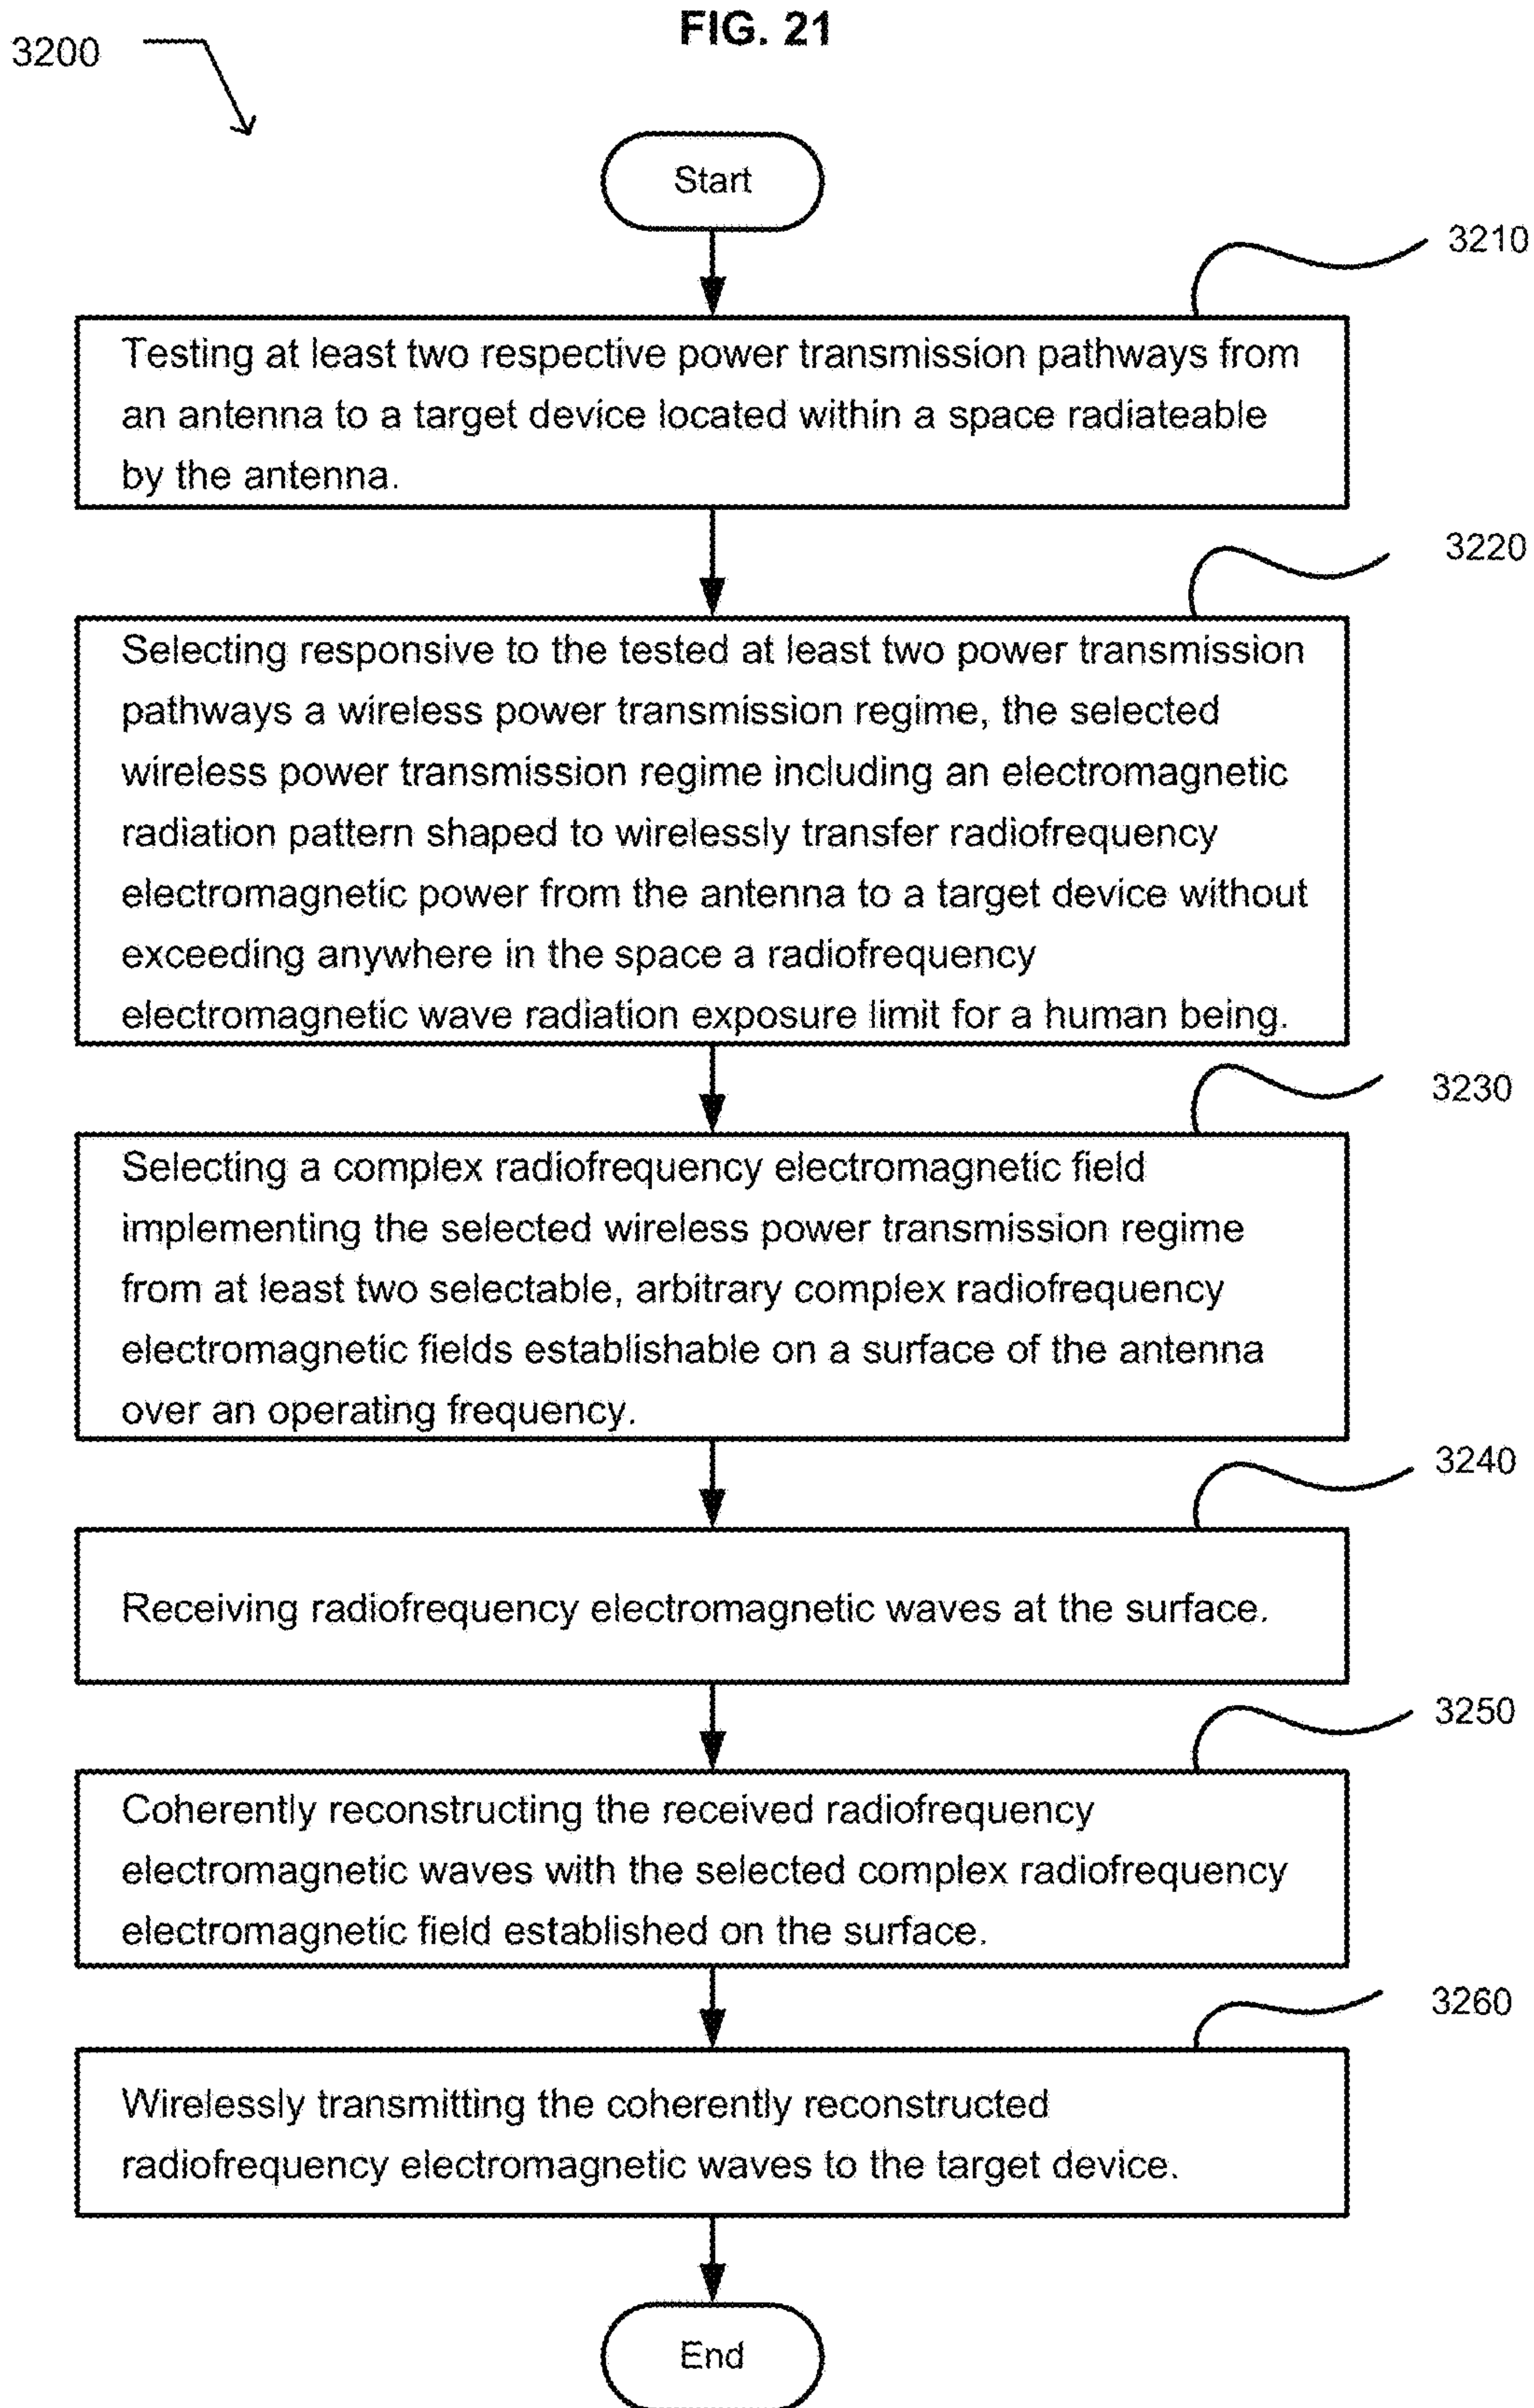 FIG. 21
3200
Start
3210
Testing at least two respective power transmission pathways from
an antenna to a target device located within a space radiateable
by the antenna.
3220
Selecting responsive to the tested at least two power transmission
pathways a wireless power transmission regime, the selected
wireless power transmission regime including an electromagnetic
radiation pattern shaped to wirelessly transfer radiofrequency
electromagnetic power from the antenna to a target device without
exceeding anywhere in the space a radiofrequency
electromagnetic wave radiation exposure limit for a human being.
3230
Selecting a complex radiofrequency electromagnetic field
implementing the selected wireless power transmission regime
from at least two selectable, arbitrary complex radiofrequency
electromagnetic fields establishable on a surface of the antenna
over an operating frequency.
3240
Receiving radiofrequency electromagnetic waves at the surface.
3250
Coherently reconstructing the received radiofrequency
electromagnetic waves with the selected complex radiofrequency
electromagnetic field established on the surface.
3260
Wirelessly transmitting the coherently reconstructed
radiofrequency electromagnetic waves to the target device.
End